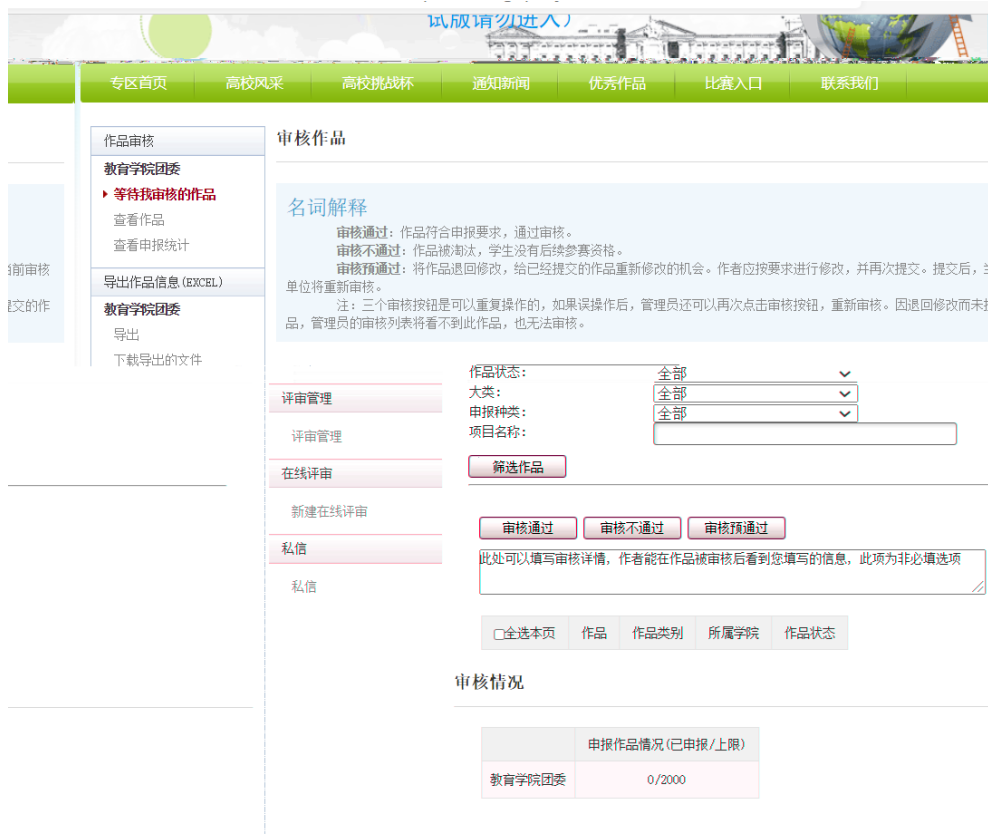 试版请勿进入）
专区首页 高校风采 高校挑战杯 通知新闻 优秀作品 比赛入口 联系我们
作品审核
教育学院团委
等待我审核的作品
查看作品
查看申报统计
导出作品信息(EXCEL)
教育学院团委
导出
下载导出的文件
前审核
提交的作
审核作品
名词解释
审核通过：作品符合申报要求，通过审核。
审核不通过：作品被淘汰，学生没有后续参赛资格。
审核预通过：将作品退回修改，给已经提交的作品重新修改的机会。作者应按要求进行修改，并再次提交。提交后，
单位将重新审核。
注：三个审核按钮是可以重复操作的，如果误操作后，管理员还可以再次点击审核按钮，重新审核。因退回修改而未
品，管理员的审核列表将看不到此作品，也无法审核。
评审管理
评审管理
在线评审
新建在线评审
私信
私信
作品状态： 全部
大类： 全部
申报种类： 全部
项目名称：
筛选作品
审核通过 审核不通过 审核预通过
此处可以填写审核详情，作者能在作品被审核后看到您填写的信息，此项为非必填选项
全选本页 作品 作品类别 所属学院 作品状态
审核情况
申报作品情况(已申报/上限)
教育学院团委 0/2000